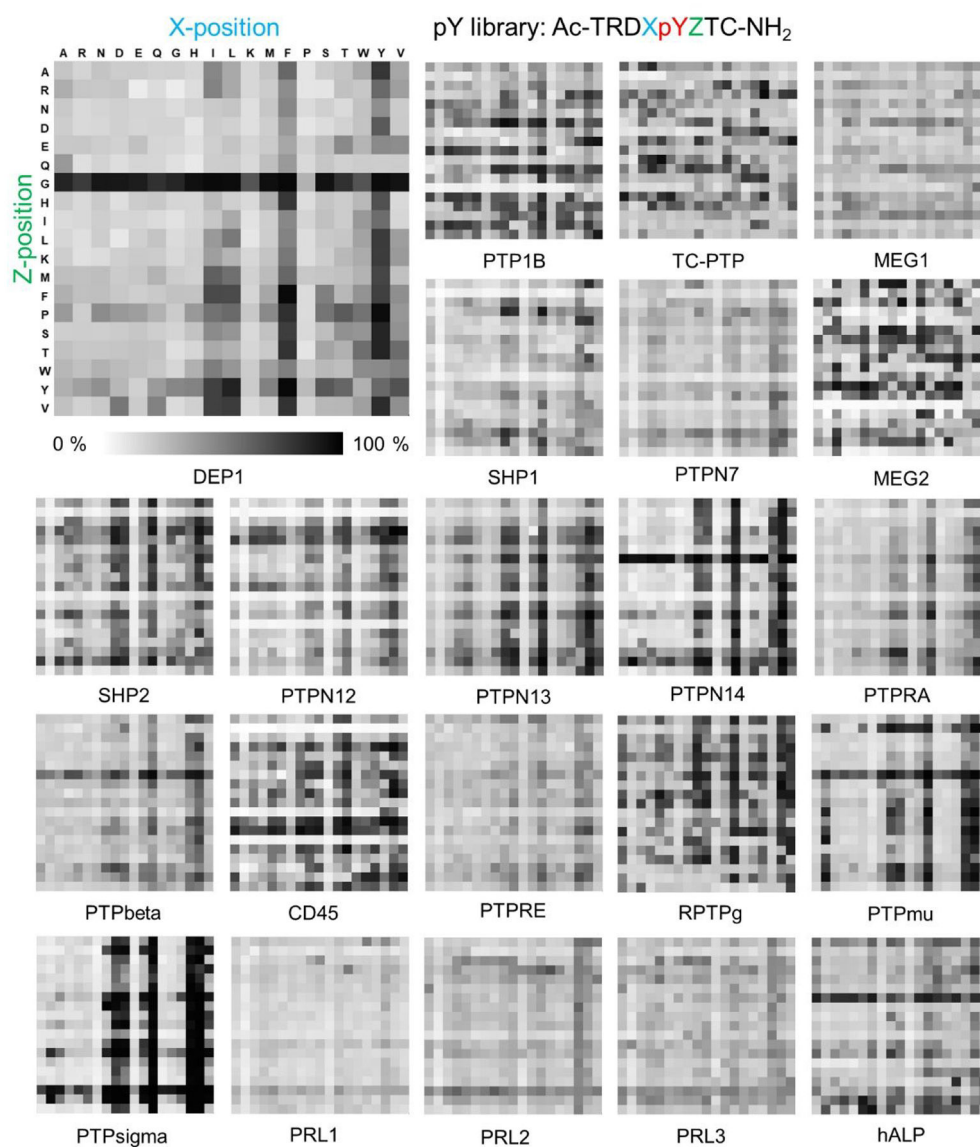 X-position
pY library: Ac-TRDXpYZTC-NH₂
A R N D E Q G H I L K M F P S T W Y V
Z-position
A
R
N
D
E
Q
G
H
I
L
K
M
F
P
S
T
W
Y
V
0 % 100 %
DEP1
PTP1B
TC-PTP
MEG1
SHP1
PTPN7
MEG2
SHP2
PTPN12
PTPN13
PTPN14
PTPRA
PTPbeta
CD45
PTPRE
RPTPg
PTPmu
PTPsigma
PRL1
PRL2
PRL3
hALP